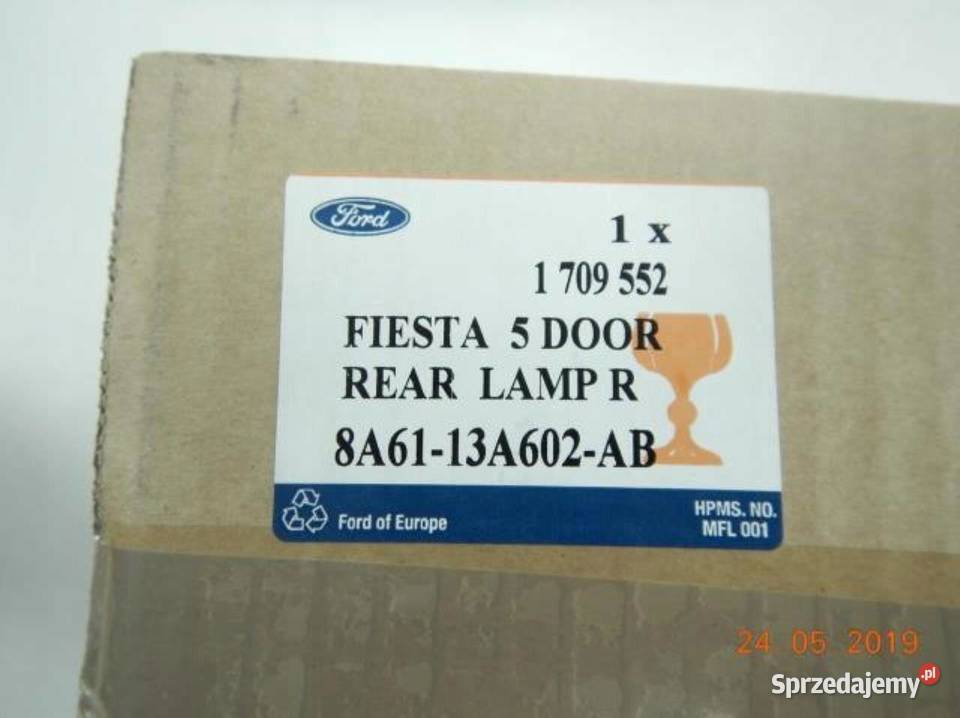 Ford
1 x
1 709 552
FIESTA 5 DOOR
REAR LAMP R
8A61-13A602-AB
Ford of Europe
HPMS. NO.
MFL 001
24 05 2019
Sprzedajemy.pl